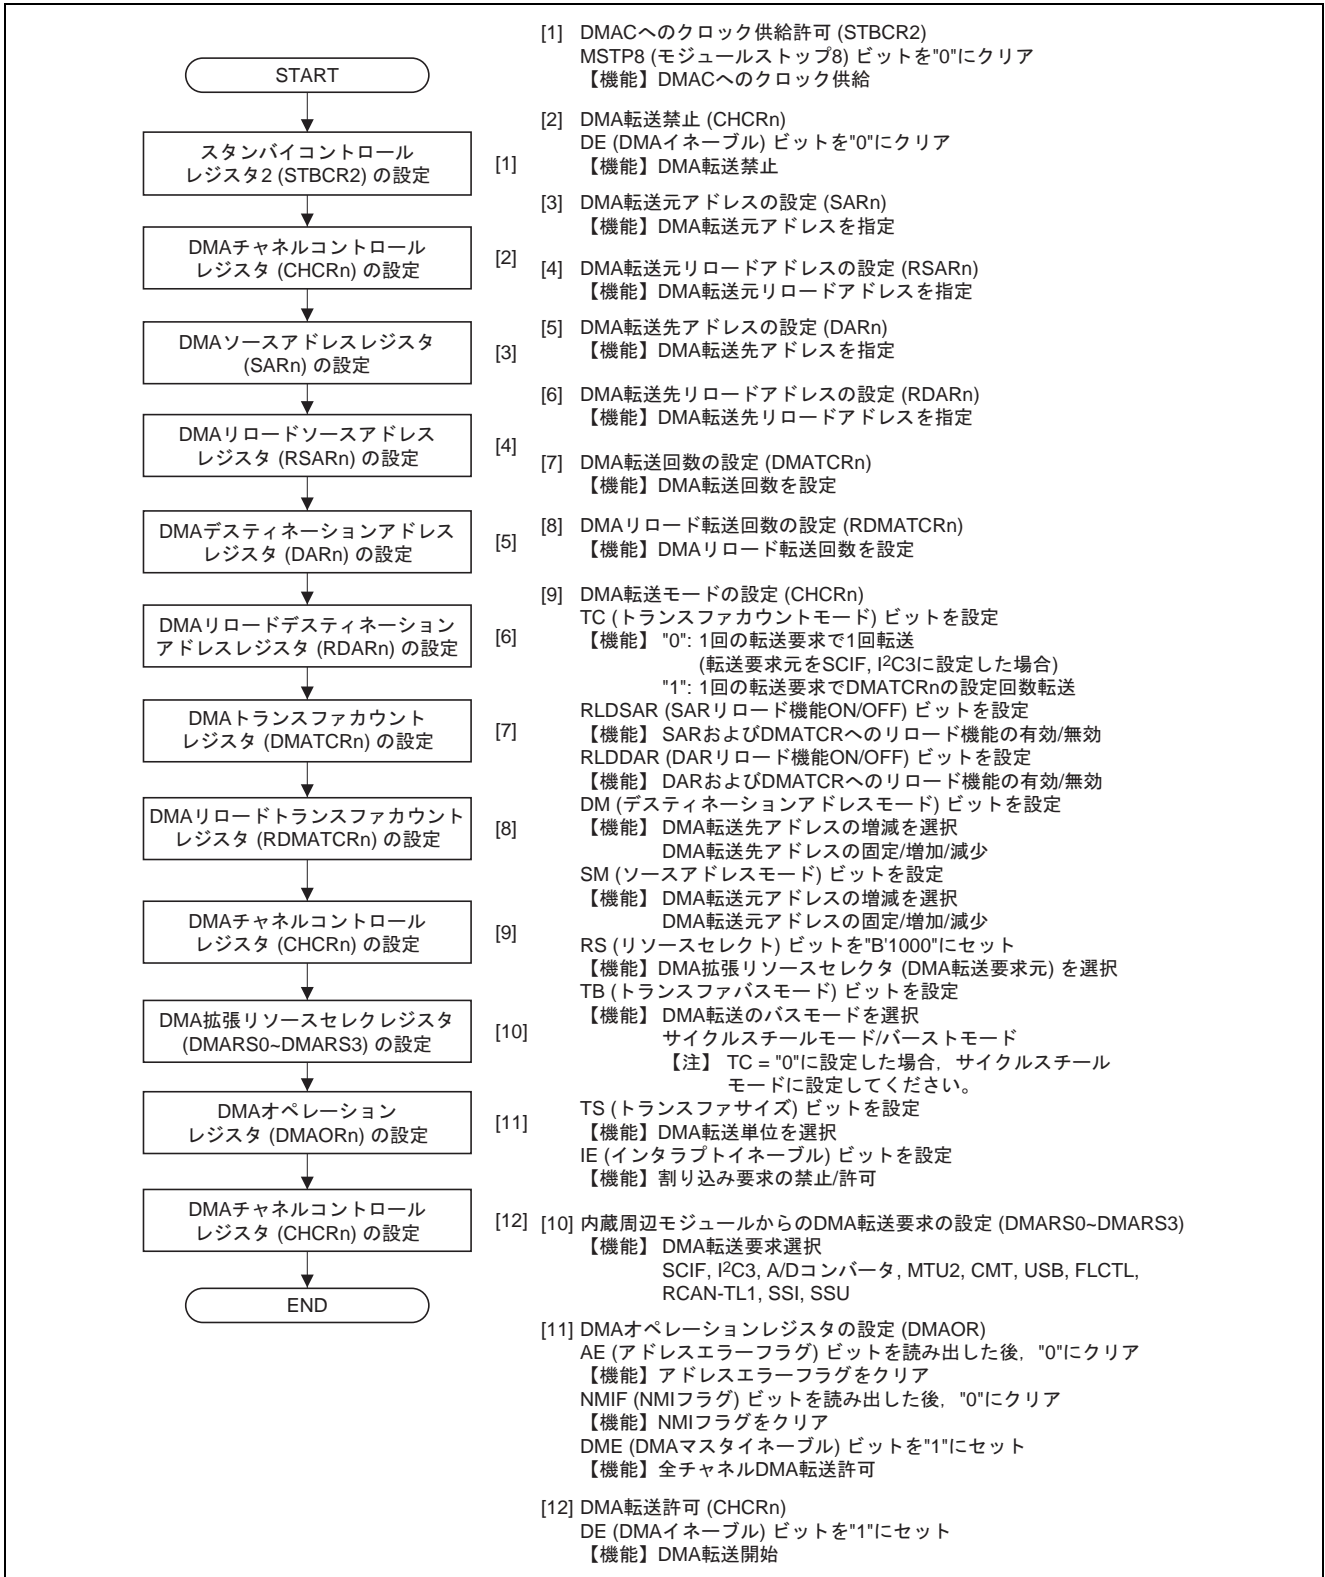 START
スタンバイコントロール
レジスタ2 (STBCR2) の設定
[1]
DMAチャネルコントロール
レジスタ (CHCRn) の設定
[2]
DMAソースアドレスレジスタ
(SARn) の設定
[3]
DMAリロードソースアドレス
レジスタ (RSARn) の設定
[4]
DMAデスティネーションアドレス
レジスタ (DARn) の設定
[5]
DMAリロードデスティネーション
アドレスレジスタ (RDARn) の設定
[6]
DMAトランスファカウント
レジスタ (DMATCRn) の設定
[7]
DMAリロードトランスファカウント
レジスタ (RDMATCRn) の設定
[8]
DMAチャネルコントロール
レジスタ (CHCRn) の設定
[9]
DMA拡張リソースセレクレジスタ
(DMARS0~DMARS3) の設定
[10]
DMAオペレーション
レジスタ (DMAORn) の設定
[11]
DMAチャネルコントロール
レジスタ (CHCRn) の設定
[12]
END
[1] DMACへのクロック供給許可 (STBCR2)
MSTP8 (モジュールストップ8) ビットを"0"にクリア
【機能】DMACへのクロック供給
[2] DMA転送禁止 (CHCRn)
DE (DMAイネーブル) ビットを"0"にクリア
【機能】DMA転送禁止
[3] DMA転送元アドレスの設定 (SARn)
【機能】DMA転送元アドレスを指定
[4] DMA転送元リロードアドレスの設定 (RSARn)
【機能】DMA転送元リロードアドレスを指定
[5] DMA転送先アドレスの設定 (DARn)
【機能】DMA転送先アドレスを指定
[6] DMA転送先リロードアドレスの設定 (RDARn)
【機能】DMA転送先リロードアドレスを指定
[7] DMA転送回数の設定 (DMATCRn)
【機能】DMA転送回数を設定
[8] DMAリロード転送回数の設定 (RDMATCRn)
【機能】DMAリロード転送回数を設定
[9] DMA転送モードの設定 (CHCRn)
TC (トランスファカウントモード) ビットを設定
【機能】 "0": 1回の転送要求で1回転送
(転送要求元をSCIF, I²C3に設定した場合)
"1": 1回の転送要求でDMATCRnの設定回数転送
RLDSAR (SARリロード機能ON/OFF) ビットを設定
【機能】 SARおよびDMATCRへのリロード機能の有効/無効
RLDDAR (DARリロード機能ON/OFF) ビットを設定
【機能】 DARおよびDMATCRへのリロード機能の有効/無効
DM (デスティネーションアドレスモード) ビットを設定
【機能】 DMA転送先アドレスの増減を選択
DMA転送先アドレスの固定/増加/減少
SM (ソースアドレスモード) ビットを設定
【機能】 DMA転送元アドレスの増減を選択
DMA転送元アドレスの固定/増加/減少
RS (リソースセレクト) ビットを"B'1000"にセット
【機能】DMA拡張リソースセレクタ (DMA転送要求元) を選択
TB (トランスファバスモード) ビットを設定
【機能】 DMA転送のバスモードを選択
サイクルスチールモード/バーストモード
【注】 TC = "0"に設定した場合, サイクルスチール
モードに設定してください。
TS (トランスファサイズ) ビットを設定
【機能】DMA転送単位を選択
IE (インタラプトイネーブル) ビットを設定
【機能】割り込み要求の禁止/許可
[10] 内蔵周辺モジュールからのDMA転送要求の設定 (DMARS0~DMARS3)
【機能】 DMA転送要求選択
SCIF, I²C3, A/Dコンバータ, MTU2, CMT, USB, FLCTL,
RCAN-TL1, SSI, SSU
[11] DMAオペレーションレジスタの設定 (DMAOR)
AE (アドレスエラーフラグ) ビットを読み出した後, "0"にクリア
【機能】アドレスエラーフラグをクリア
NMIF (NMIフラグ) ビットを読み出した後, "0"にクリア
【機能】NMIフラグをクリア
DME (DMAマスタイネーブル) ビットを"1"にセット
【機能】全チャネルDMA転送許可
[12] DMA転送許可 (CHCRn)
DE (DMAイネーブル) ビットを"1"にセット
【機能】DMA転送開始